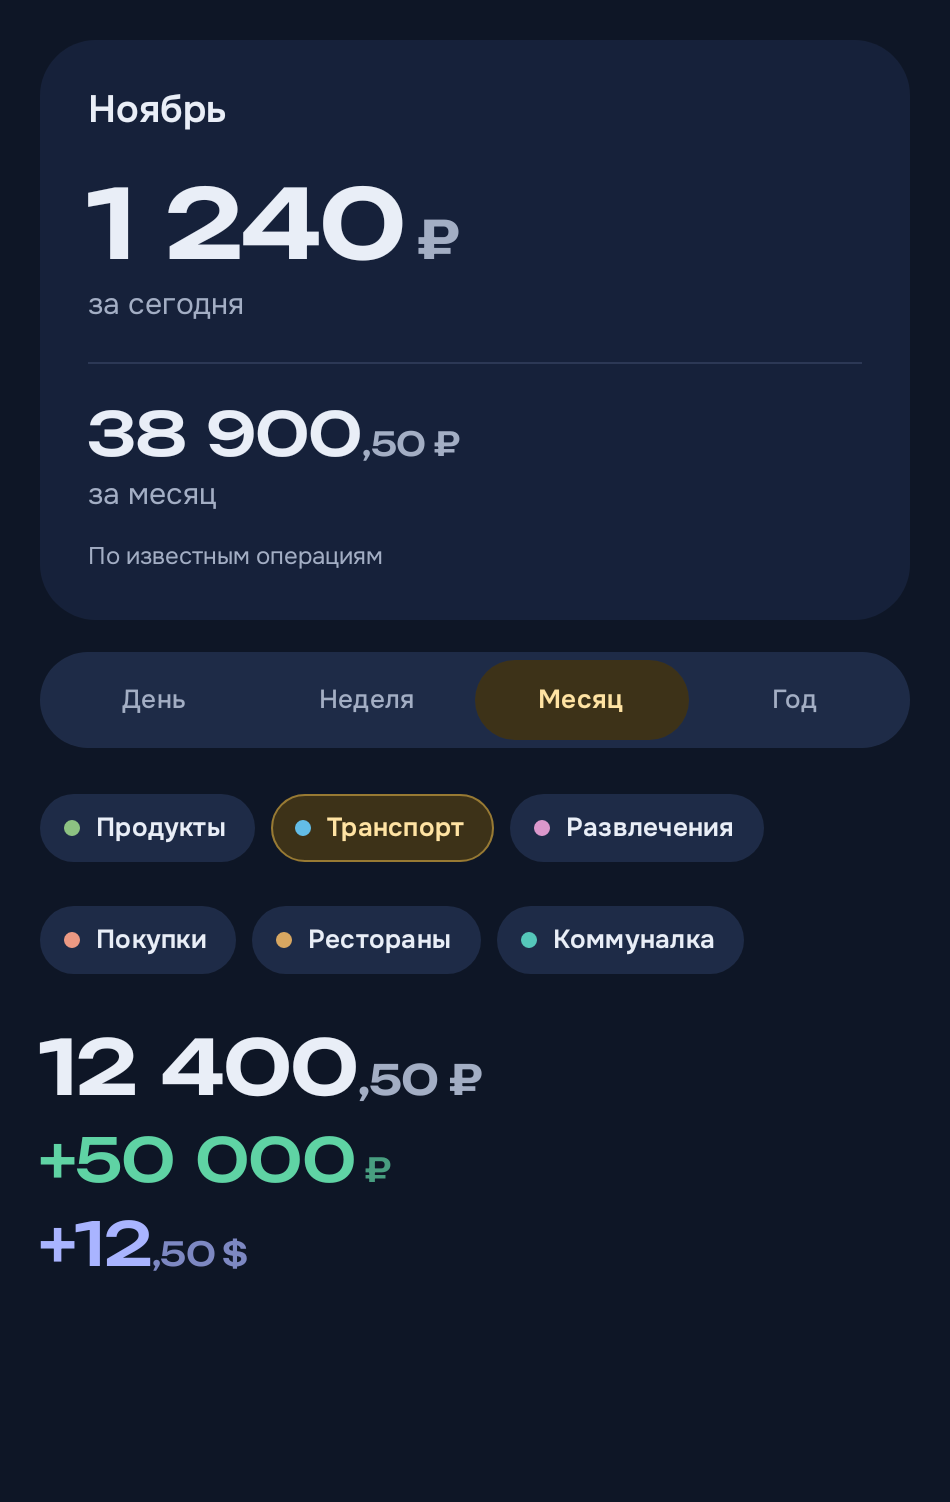 Ноябрь
1 240 ₽
за сегодня
38 900,50 ₽
за месяц
По известным операциям
День Неделя Месяц Год
Продукты Транспорт Развлечения
Покупки Рестораны Коммуналка
12 400,50 ₽
+50 000 ₽
+12,50 $